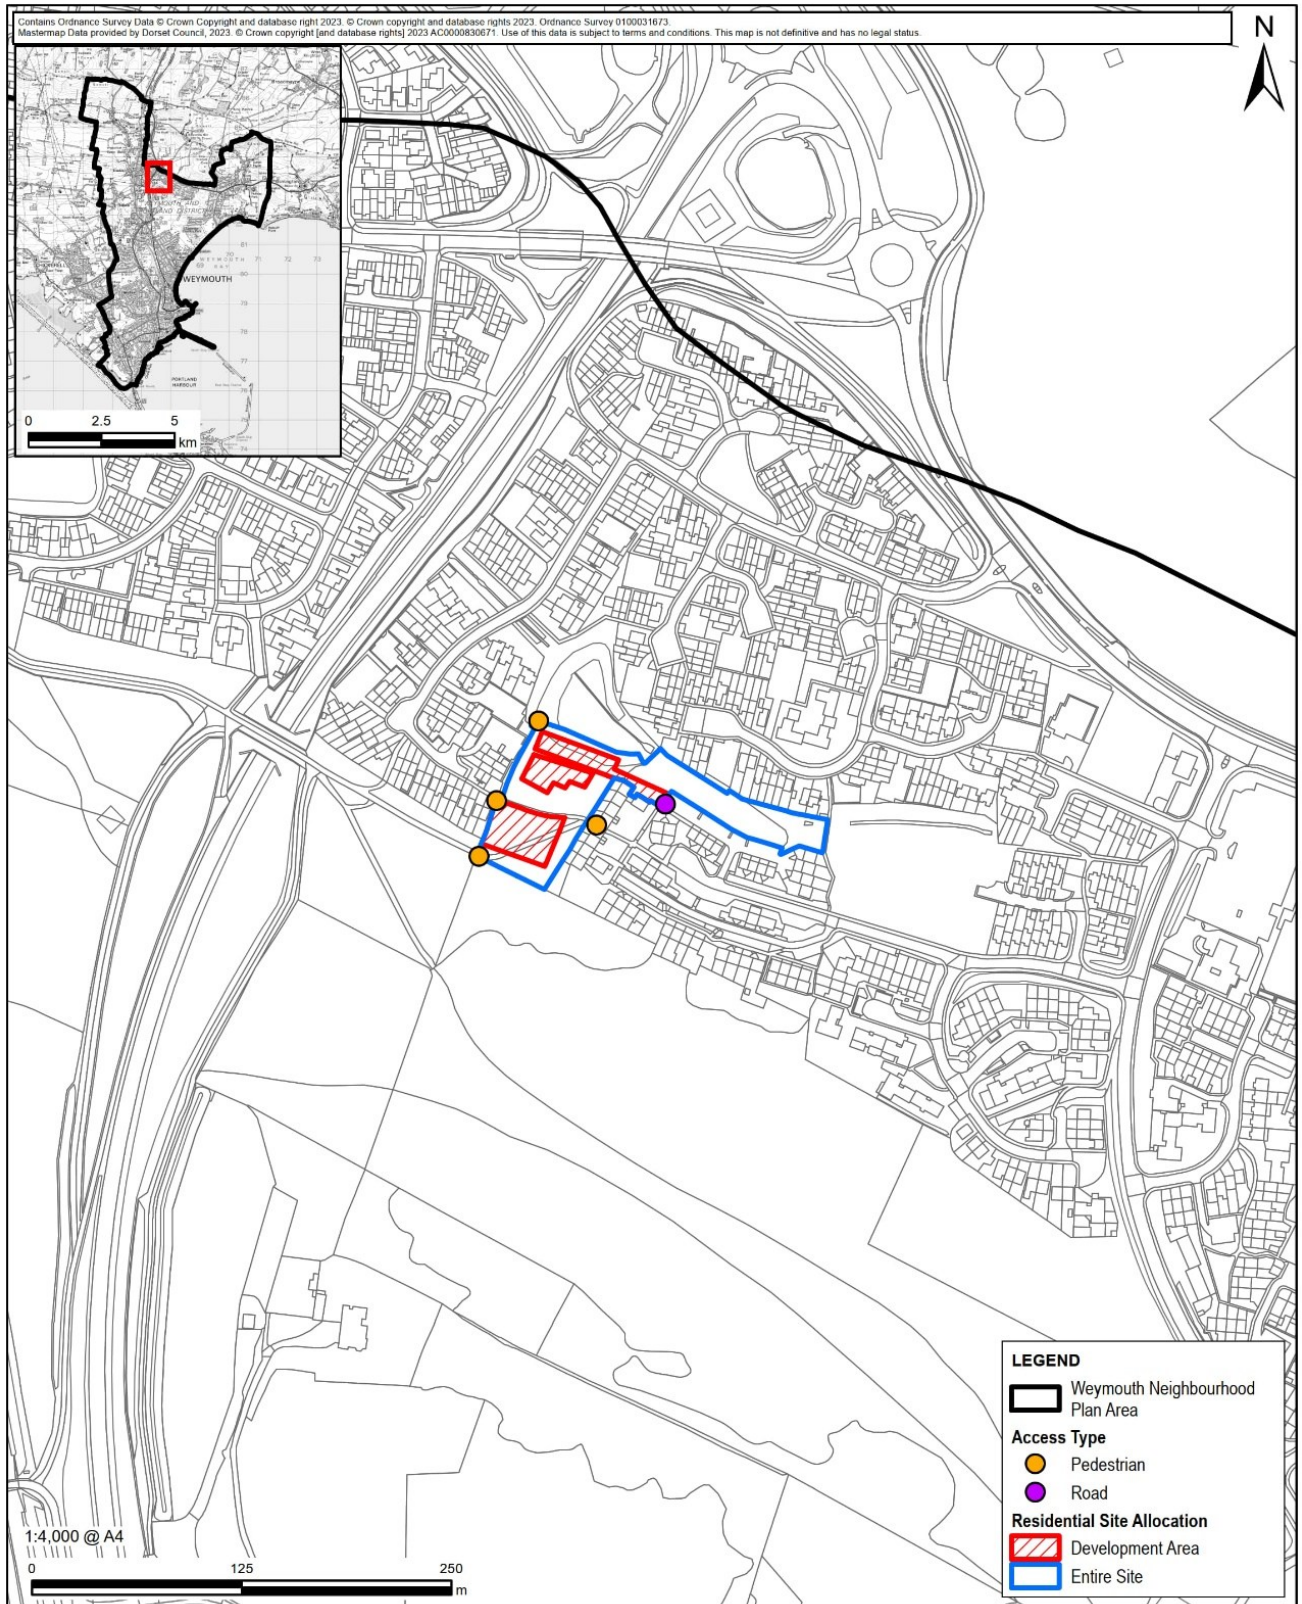 Contains Ordnance Survey Data © Crown Copyright and database right 2023. © Crown copyright and database rights 2023. Ordnance Survey 0100031673.
Mastermap Data provided by Dorset Council, 2023. © Crown copyright [and database rights] 2023 AC0000830671. Use of this data is subject to terms and conditions. This map is not definitive and has no legal status.
N
WEYMOUTH
PORTLAND
HARBOUR
0 2.5 5
km
LEGEND
Weymouth Neighbourhood
Plan Area
Access Type
Pedestrian
Road
Residential Site Allocation
Development Area
Entire Site
1:4,000 @ A4
0 125 250
m